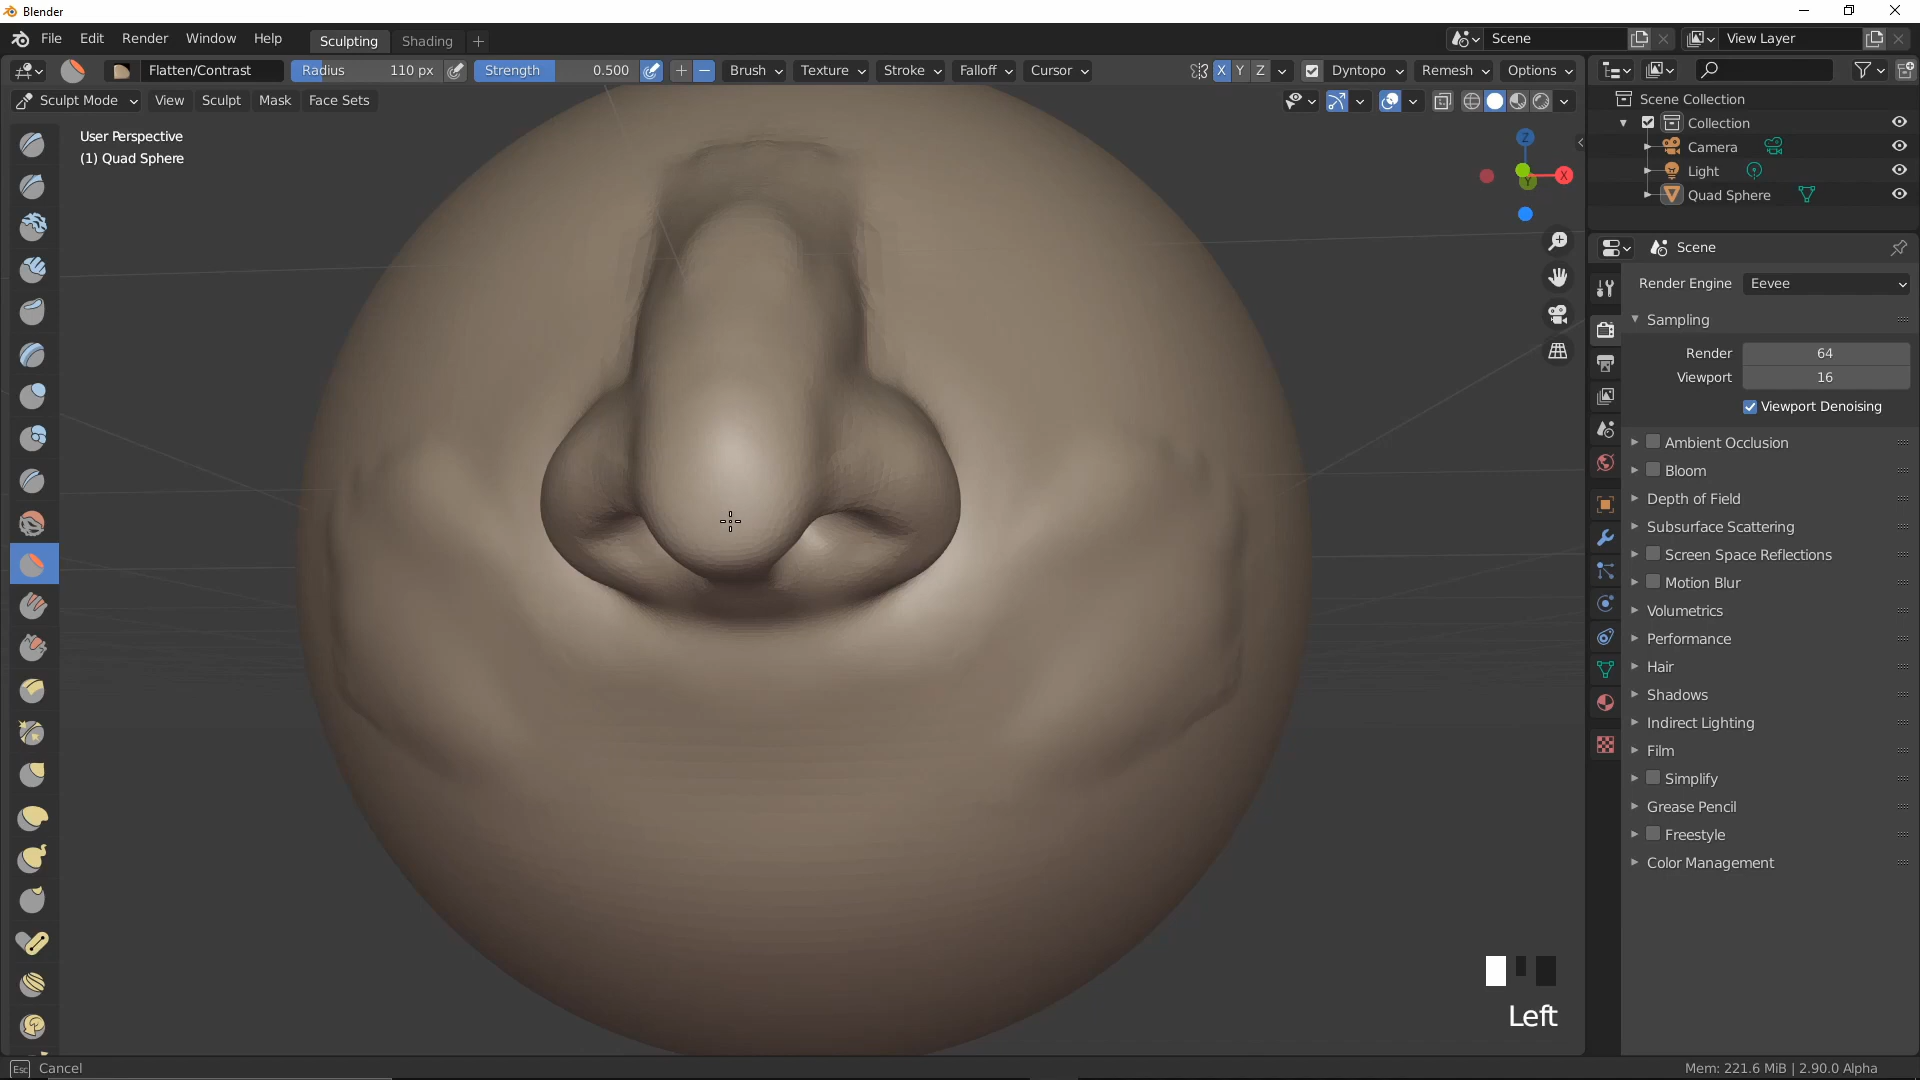 Blender
File Edit Render Window Help Sculpting Shading + Scene View Layer
Flatten/Contrast Radius 110 px Strength 0.500 Brush Texture Stroke Falloff Cursor X Y Z Dyntopo Remesh Options
Sculpt Mode View Sculpt Mask Face Sets
User Perspective
(1) Quad Sphere
Z
X
Y
Scene Collection
Collection
Camera
Light
Quad Sphere
Scene
Render Engine Eevee
Sampling
Render 64
Viewport 16
Viewport Denoising
Ambient Occlusion
Bloom
Depth of Field
Subsurface Scattering
Screen Space Reflections
Motion Blur
Volumetrics
Performance
Hair
Shadows
Indirect Lighting
Film
Simplify
Grease Pencil
Freestyle
Color Management
Left
Esc Cancel
Mem: 221.6 MiB | 2.90.0 Alpha